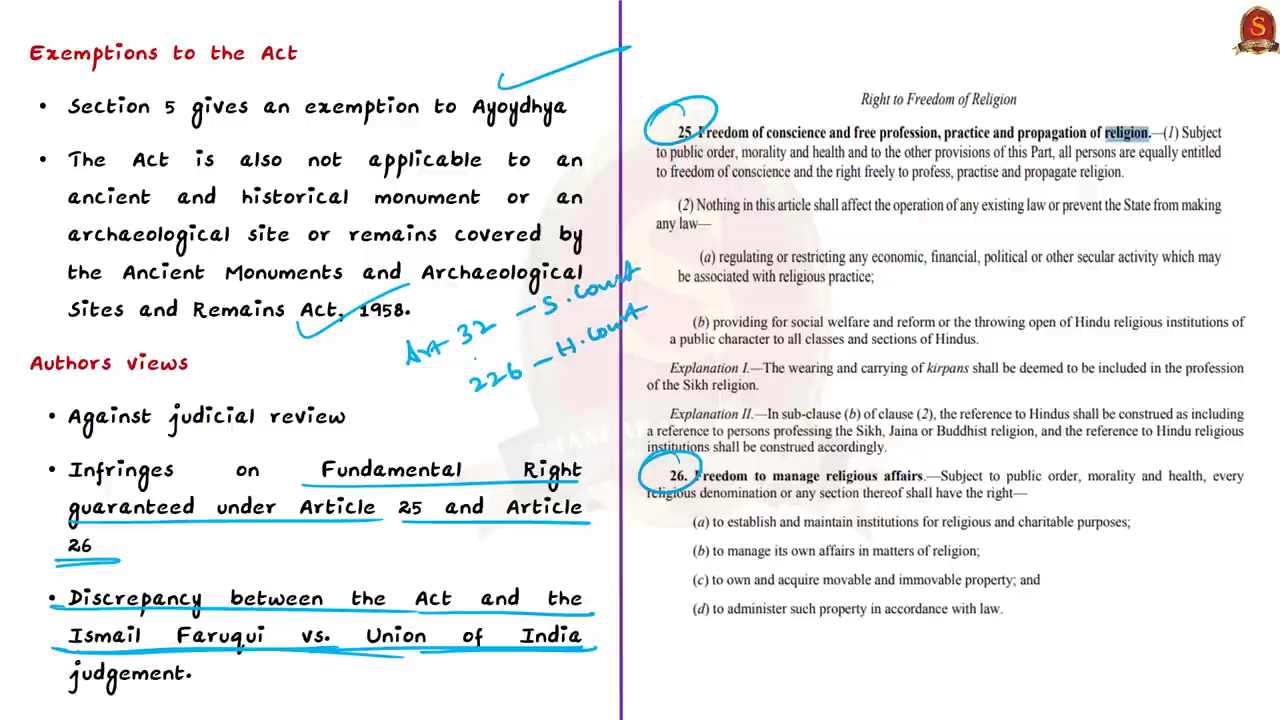 Exemptions to the Act
• Section 5 gives an exemption to Ayoydhya
• The Act is also not applicable to an
ancient and historical monument or an
archaeological site or remains covered by
the Ancient Monuments and Archaeological
Sites and Remains Act, 1958.
Art 32 - S. Court
226 - H. Court
Authors views
• Against judicial review
• Infringes on Fundamental Right
guaranteed under Article 25 and Article
26
• Discrepancy between the Act and the
Ismail Faruqui vs. Union of India
judgement.
Right to Freedom of Religion
25. Freedom of conscience and free profession, practice and propagation of religion.—(1) Subject
to public order, morality and health and to the other provisions of this Part, all persons are equally entitled
to freedom of conscience and the right freely to profess, practise and propagate religion.
(2) Nothing in this article shall affect the operation of any existing law or prevent the State from making
any law—
(a) regulating or restricting any economic, financial, political or other secular activity which may
be associated with religious practice;
(b) providing for social welfare and reform or the throwing open of Hindu religious institutions of
a public character to all classes and sections of Hindus.
Explanation I.—The wearing and carrying of kirpans shall be deemed to be included in the profession
of the Sikh religion.
Explanation II.—In sub-clause (b) of clause (2), the reference to Hindus shall be construed as including
a reference to persons professing the Sikh, Jaina or Buddhist religion, and the reference to Hindu religious
institutions shall be construed accordingly.
26. Freedom to manage religious affairs.—Subject to public order, morality and health, every
religious denomination or any section thereof shall have the right—
(a) to establish and maintain institutions for religious and charitable purposes;
(b) to manage its own affairs in matters of religion;
(c) to own and acquire movable and immovable property; and
(d) to administer such property in accordance with law.
S